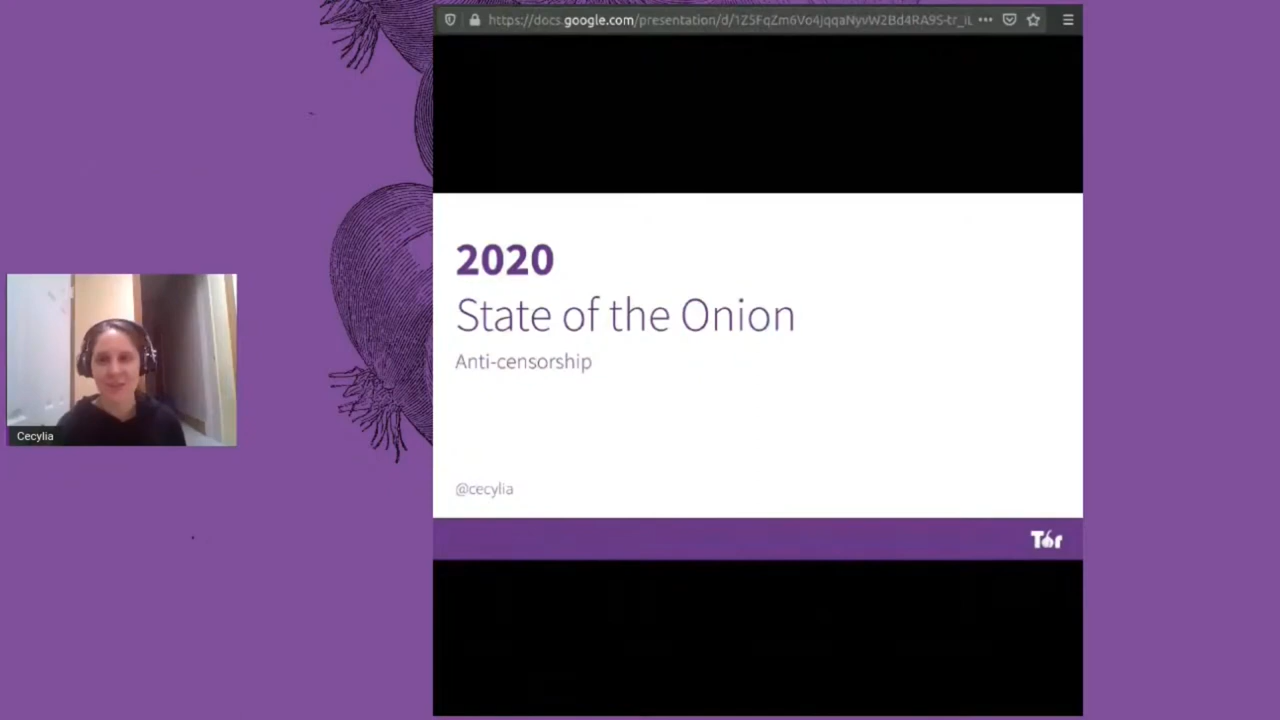 https://docs.google.com/presentation/d/1Z5FqZm6Vo4jqqaNyvW2Bd4RA9S-tr_iL
2020
State of the Onion
Anti-censorship
@cecylia
Tor
Cecylia